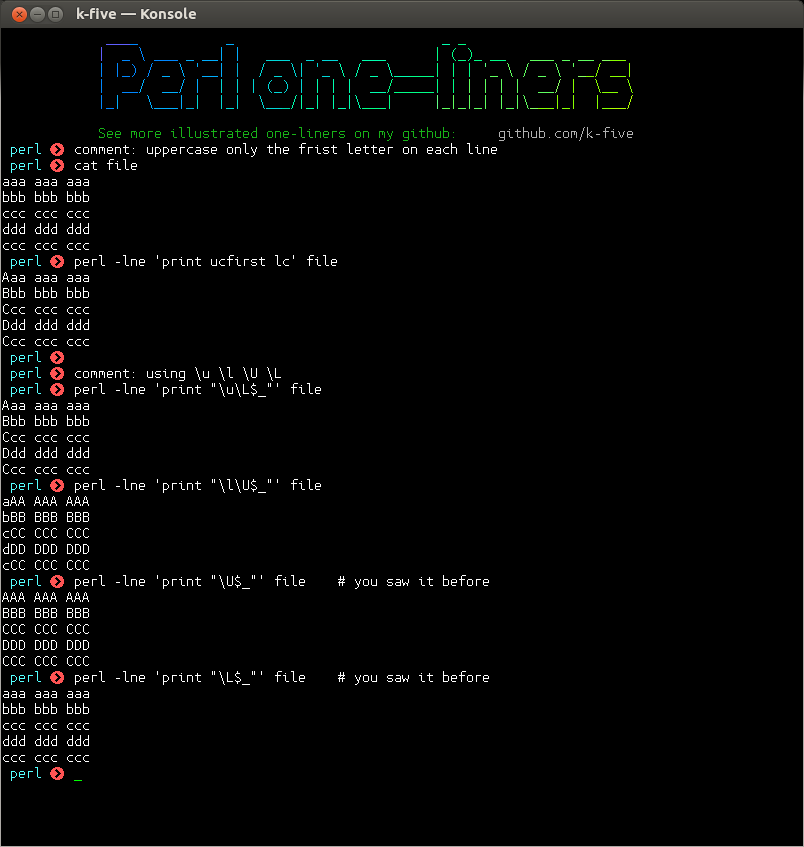 k-five — Konsole
Perl one-liners
See more illustrated one-liners on my github: github.com/k-five
perl comment: uppercase only the frist letter on each line
perl cat file
aaa aaa aaa
bbb bbb bbb
ccc ccc ccc
ddd ddd ddd
ccc ccc ccc
perl perl -lne 'print ucfirst lc' file
Aaa aaa aaa
Bbb bbb bbb
Ccc ccc ccc
Ddd ddd ddd
Ccc ccc ccc
perl
perl comment: using \u \l \U \L
perl perl -lne 'print "\u\L$_"' file
Aaa aaa aaa
Bbb bbb bbb
Ccc ccc ccc
Ddd ddd ddd
Ccc ccc ccc
perl perl -lne 'print "\l\U$_"' file
aAA AAA AAA
bBB BBB BBB
cCC CCC CCC
dDD DDD DDD
cCC CCC CCC
perl perl -lne 'print "\U$_"' file    # you saw it before
AAA AAA AAA
BBB BBB BBB
CCC CCC CCC
DDD DDD DDD
CCC CCC CCC
perl perl -lne 'print "\L$_"' file    # you saw it before
aaa aaa aaa
bbb bbb bbb
ccc ccc ccc
ddd ddd ddd
ccc ccc ccc
perl _